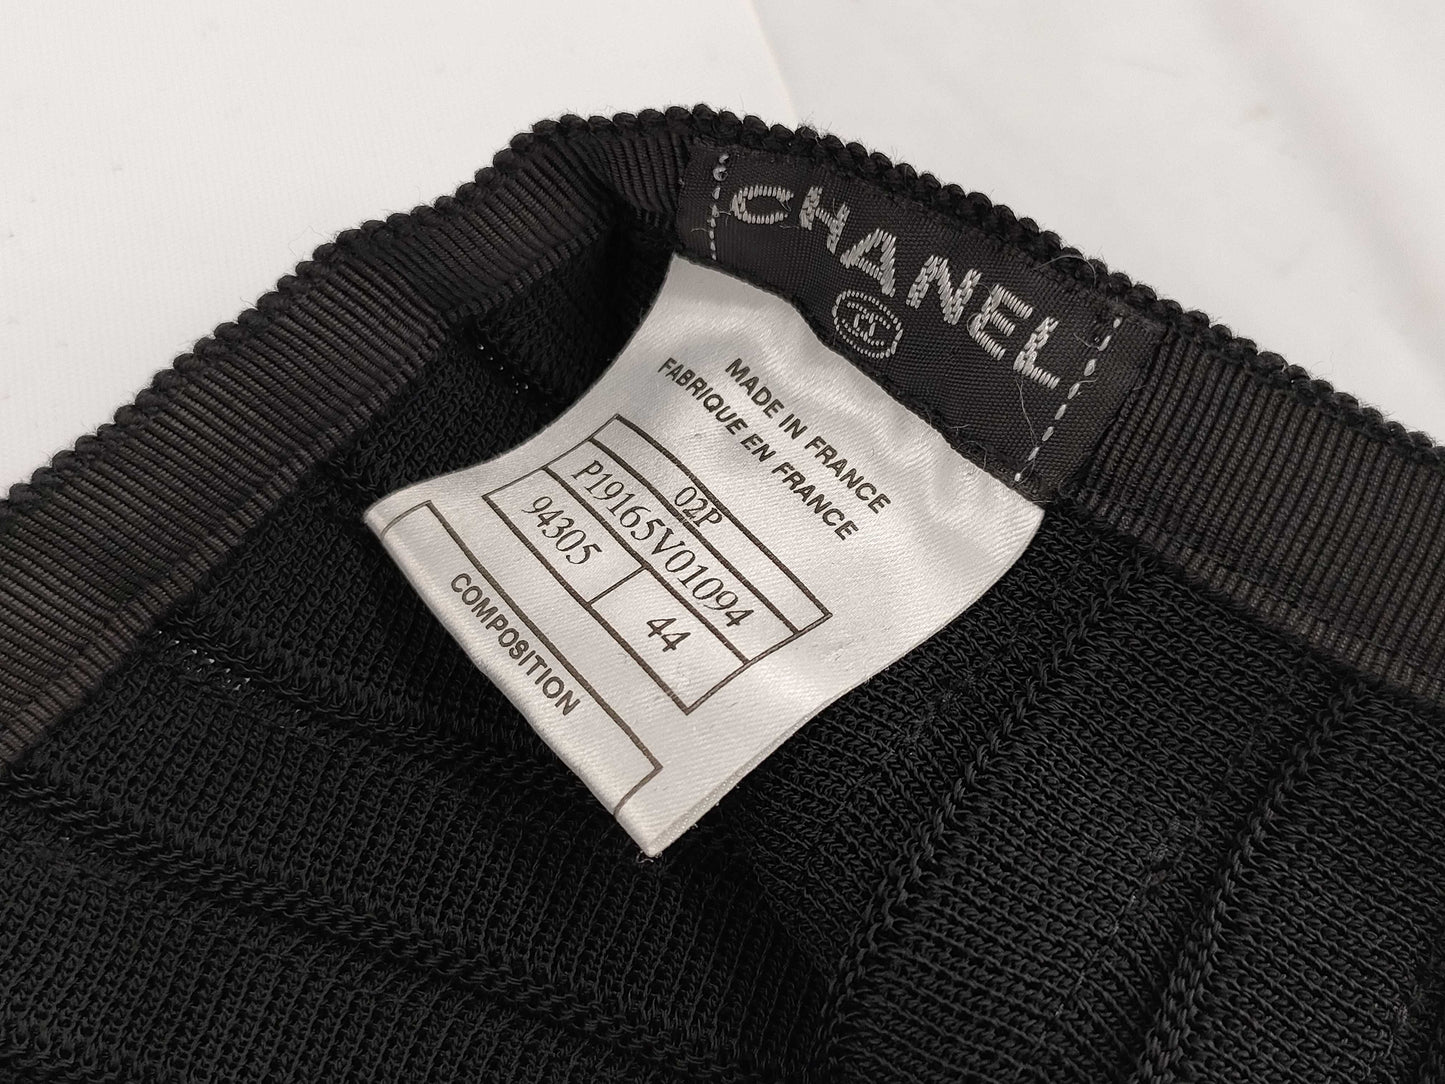 CHANEL
MADE IN FRANCE
FABRIQUE EN FRANCE
02P
P19165V01094
94305 44
COMPOSITION